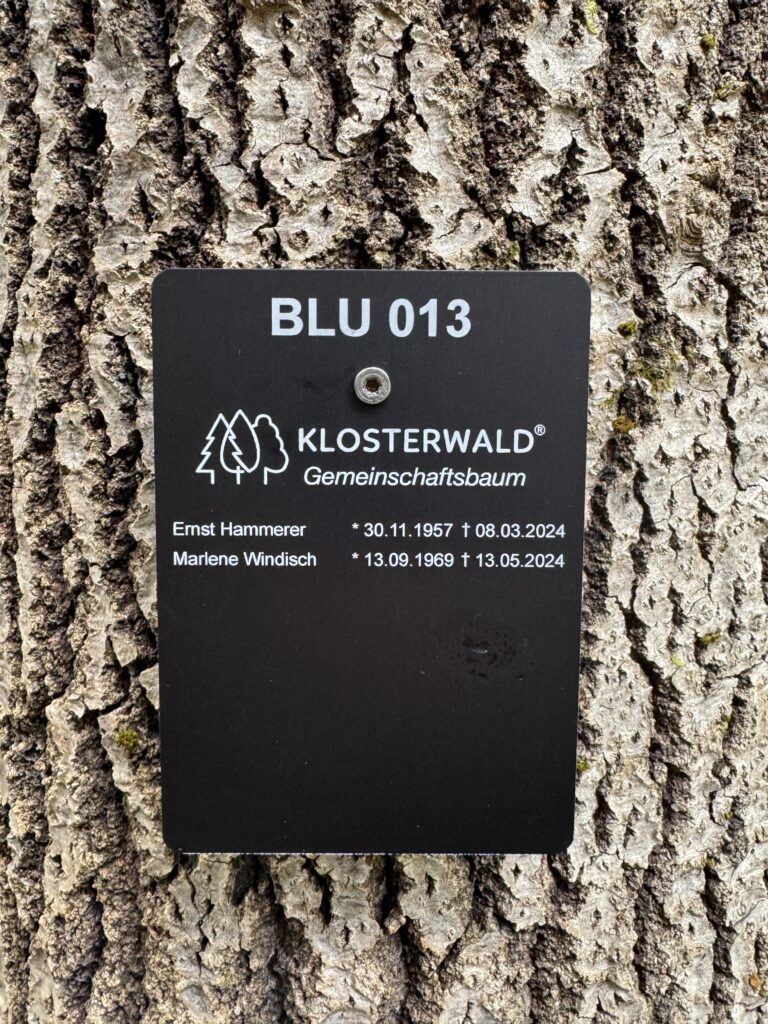 BLU 013
KLOSTERWALD®
Gemeinschaftsbaum
Ernst Hammerer * 30.11.1957 † 08.03.2024
Marlene Windisch * 13.09.1969 † 13.05.2024